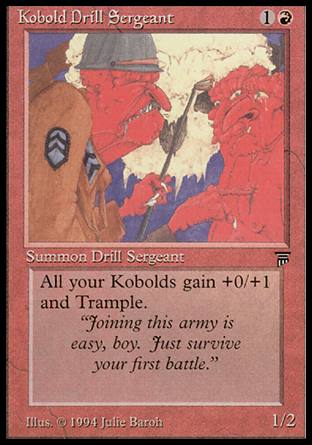 Kobold Drill Sergeant 1
Summon Drill Sergeant
All your Kobolds gain +0/+1
and Trample.
“Joining this army is
easy, boy. Just survive
your first battle.”
Illus. © 1994 Julie Baroh 1/2